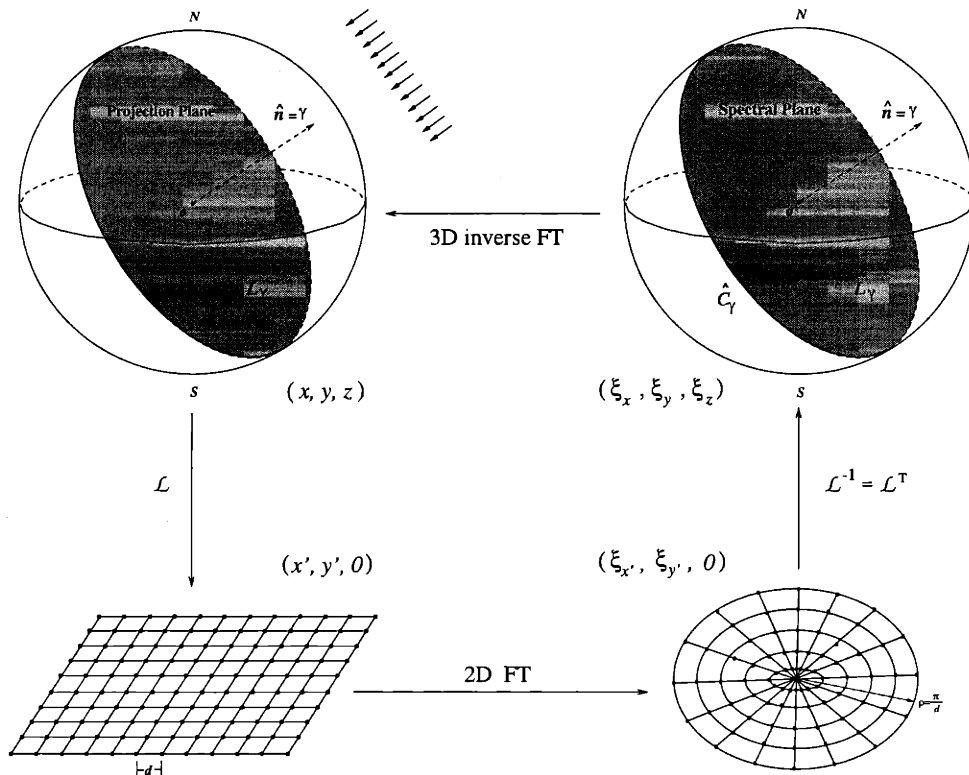 N
N
Projection Plane
n̂ = γ
Spectral Plane
n̂ = γ
3D inverse FT
L_γ
L_γ
Ĉ_γ
S
(x, y, z)
(ξ_x , ξ_y , ξ_z)
S
ℒ
ℒ⁻¹ = ℒᵀ
(x', y', 0)
(ξ_x', ξ_y', 0)
2D FT
ρ=π/d
d